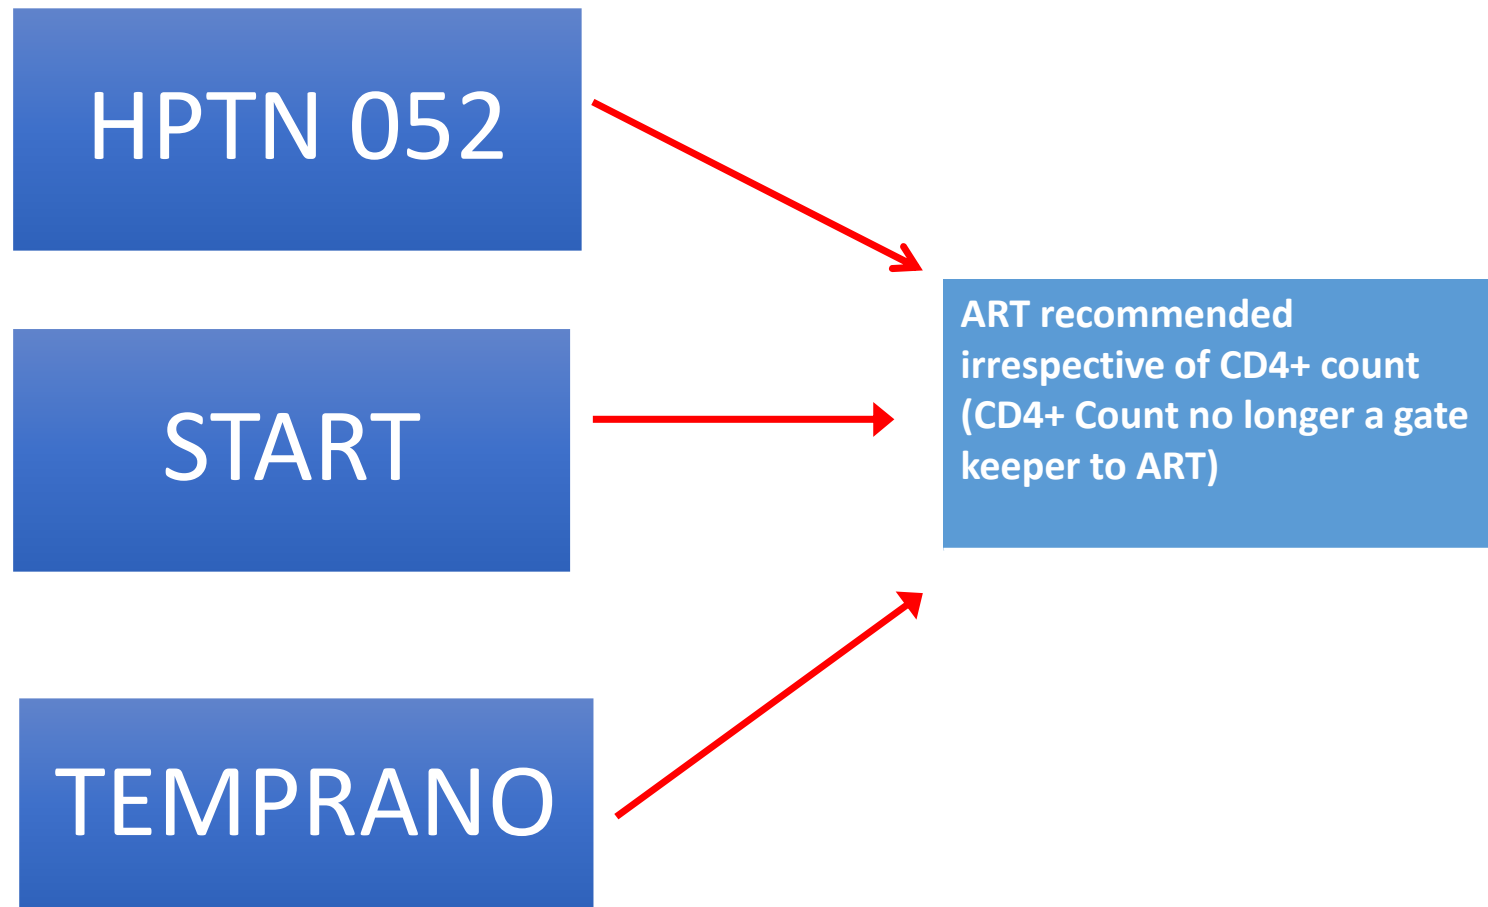 HPTN 052
START
TEMPRANO
ART recommended
irrespective of CD4+ count
(CD4+ Count no longer a gate
keeper to ART)